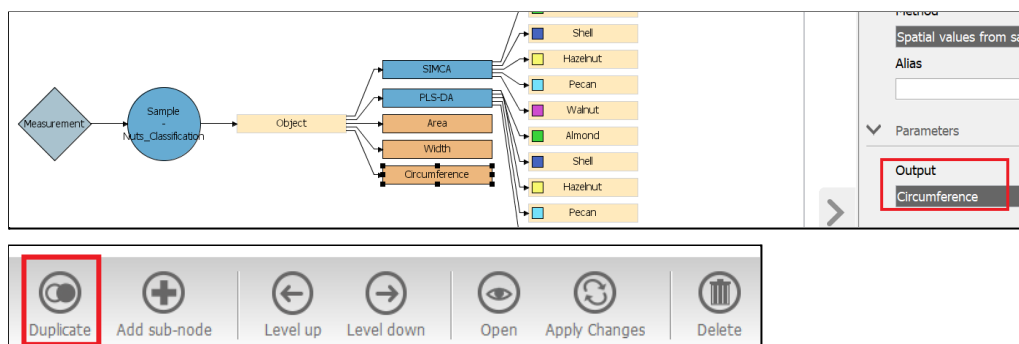 Method
Shell
Spatial values from sa
SIMCA
Hazelnut
Alias
Pecan
PLS-DA
Walnut
Measurement
Sample
-
Nuts_Classification
Object
Area
Almond
Parameters
Width
Shell
Output
Circumference
Hazelnut
Circumference
Pecan
Duplicate
Add sub-node
Level up
Level down
Open
Apply Changes
Delete